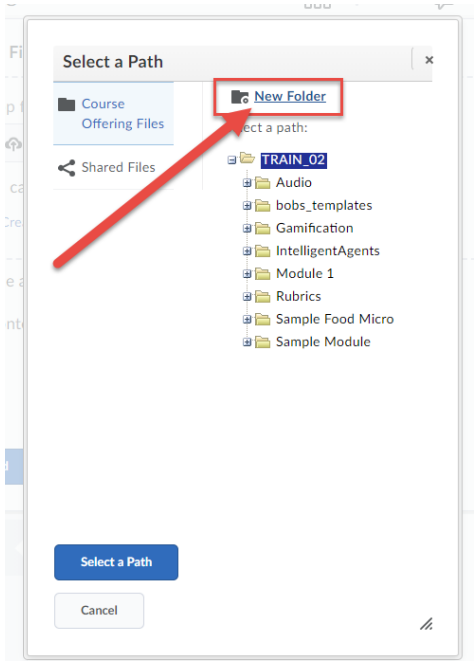 Select a Path
×
Course
Offering Files
Shared Files
New Folder
ect a path:
TRAIN_02
Audio
bobs_templates
Gamification
IntelligentAgents
Module 1
Rubrics
Sample Food Micro
Sample Module
Select a Path
Cancel